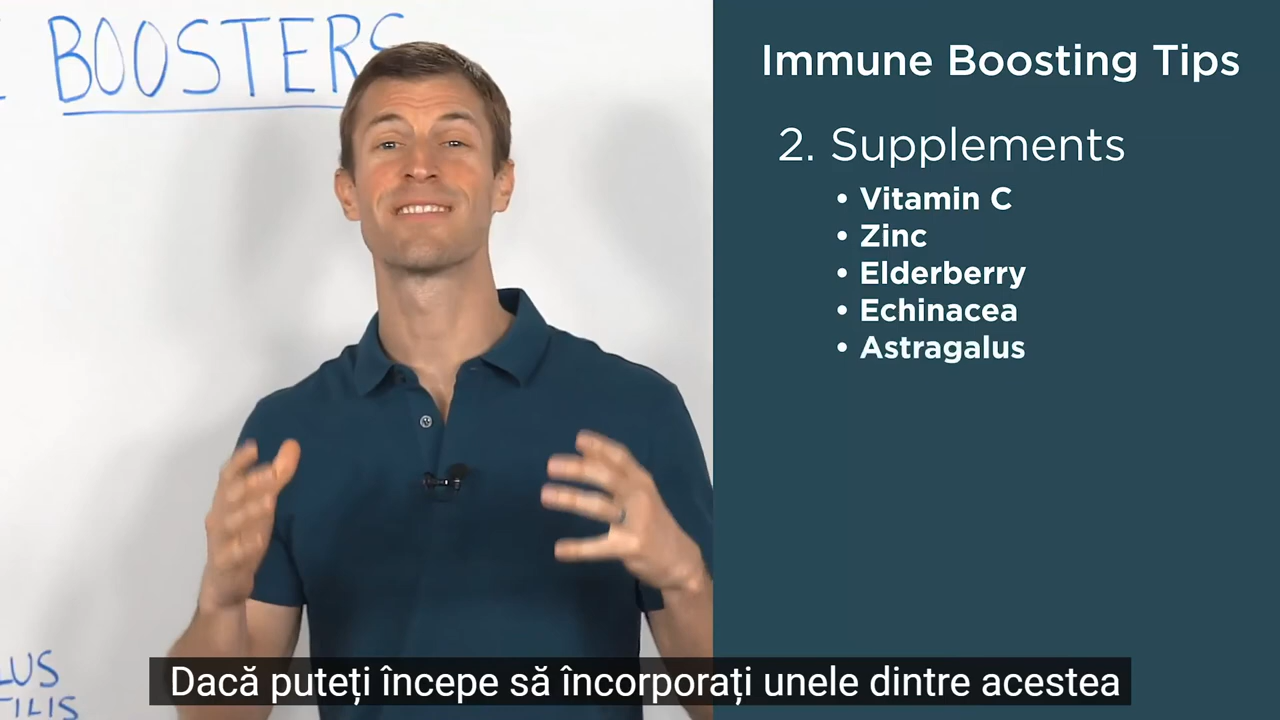 BOOSTERS
Immune Boosting Tips
2. Supplements
• Vitamin C
• Zinc
• Elderberry
• Echinacea
• Astragalus
Dacă puteți începe să încorporați unele dintre acestea